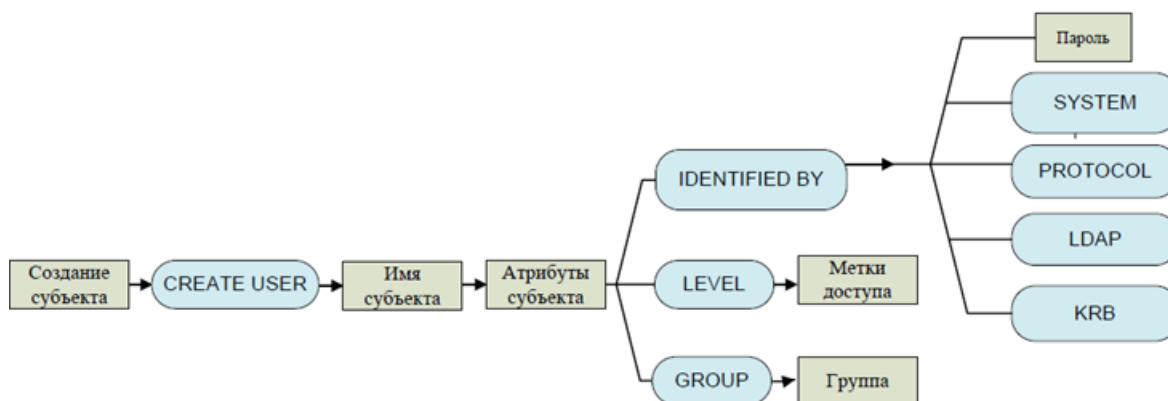 Пароль
SYSTEM
IDENTIFIED BY
PROTOCOL
LDAP
Создание
субъекта
CREATE USER
Имя
субъекта
Атрибуты
субъекта
LEVEL
Метки
доступа
KRB
GROUP
Группа